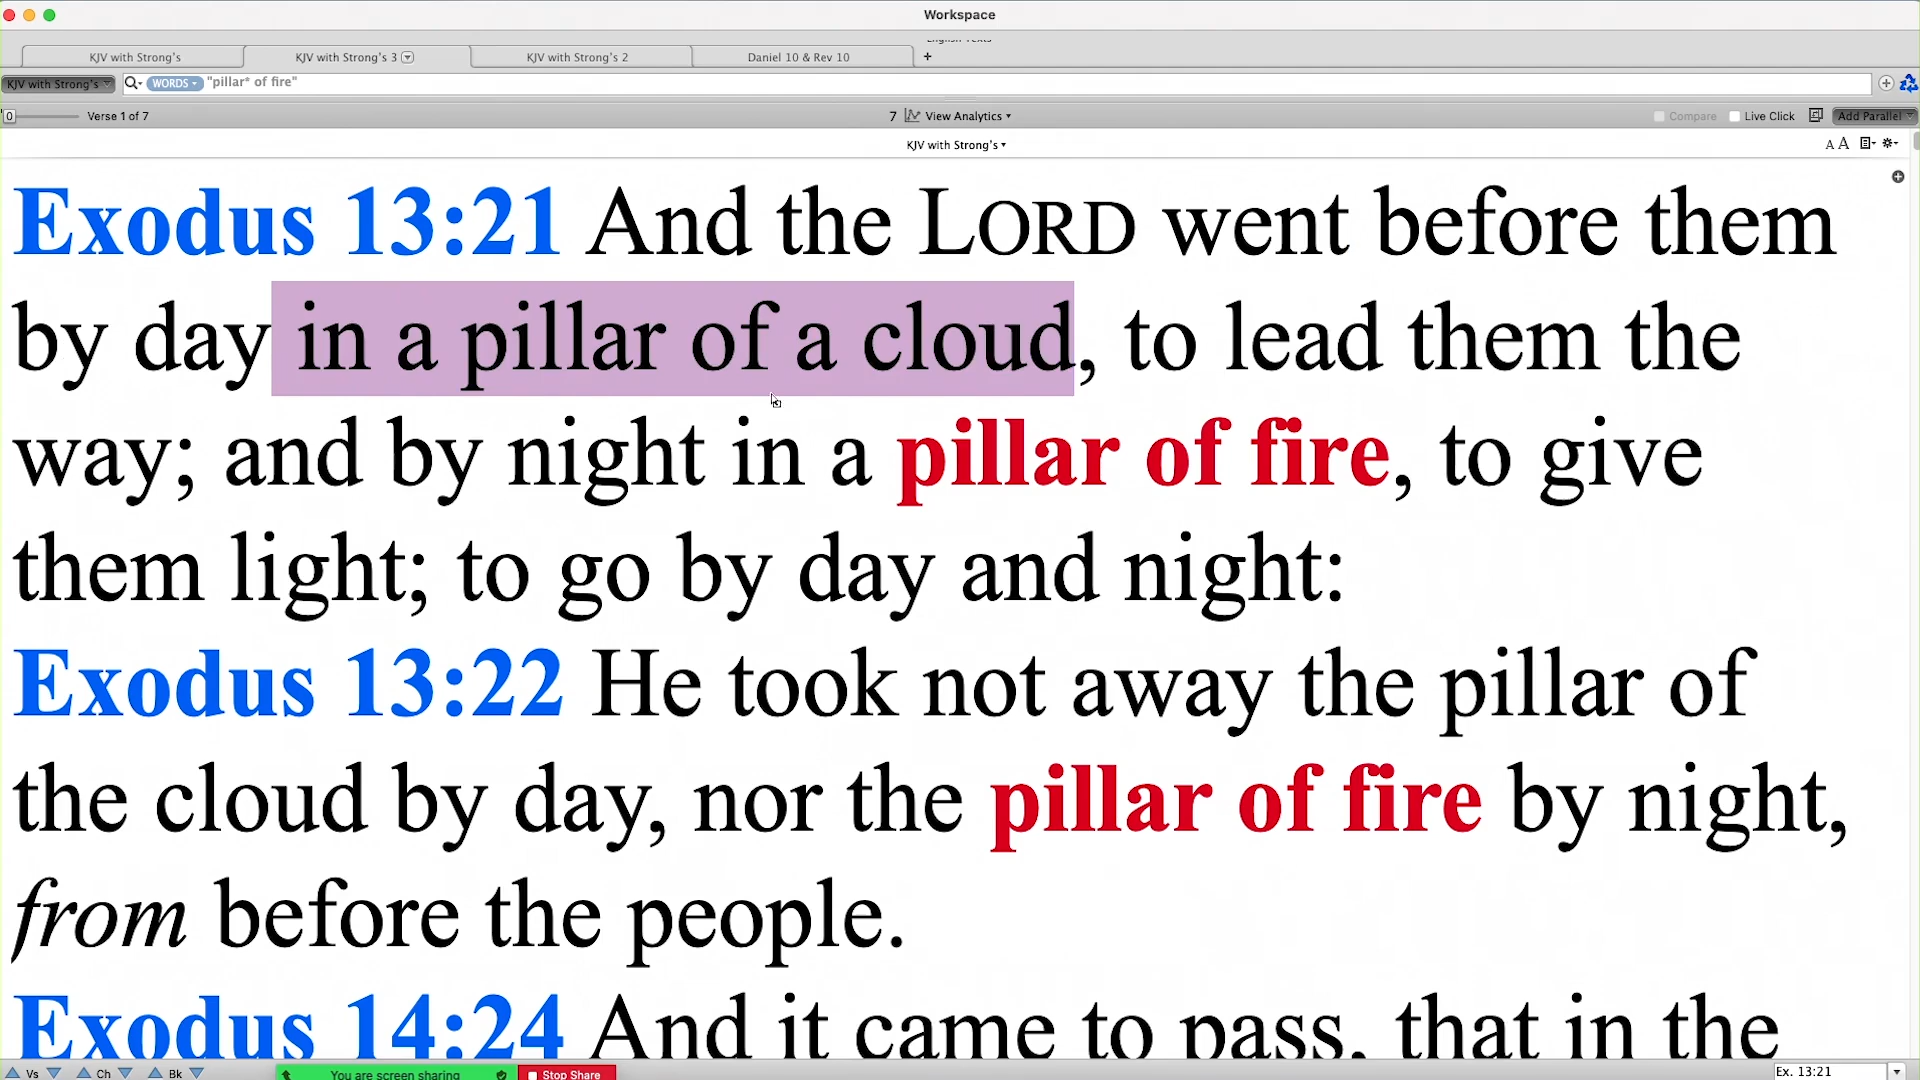 Workspace
English Texts
KJV with Strong's
KJV with Strong's 3
KJV with Strong's 2
Daniel 10 & Rev 10
+
KJV with Strong's
WORDS
"pillar* of fire"
0
Verse 1 of 7
7
View Analytics
Compare
Live Click
Add Parallel
KJV with Strong's
A A
Exodus 13:21 And the LORD went before them
by day in a pillar of a cloud, to lead them the
way; and by night in a pillar of fire, to give
them light; to go by day and night:
Exodus 13:22 He took not away the pillar of
the cloud by day, nor the pillar of fire by night,
from before the people.
Exodus 14:24 And it came to pass, that in the
Vs
Ch
Bk
You are screen sharing
Stop Share
Ex. 13:21